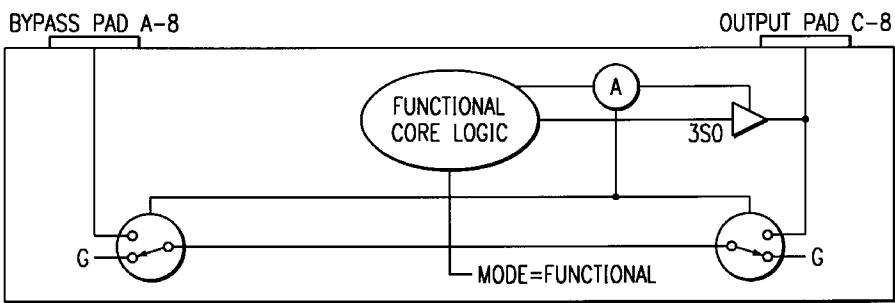 BYPASS PAD A-8
OUTPUT PAD C-8
FUNCTIONAL
CORE LOGIC
A
3SO
G
G
MODE=FUNCTIONAL